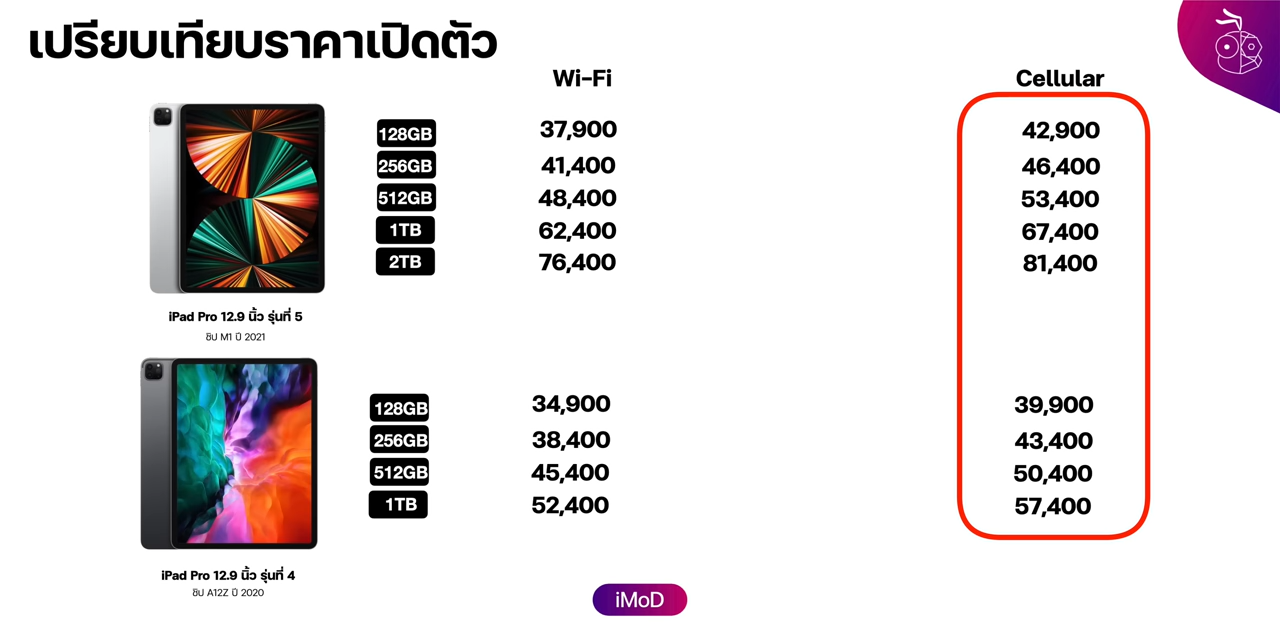 เปรียบเทียบราคาเปิดตัว
Wi-Fi Cellular
128GB 37,900 42,900
256GB 41,400 46,400
512GB 48,400 53,400
1TB 62,400 67,400
2TB 76,400 81,400
iPad Pro 12.9 นิ้ว รุ่นที่ 5
ชิป M1 ปี 2021
128GB 34,900 39,900
256GB 38,400 43,400
512GB 45,400 50,400
1TB 52,400 57,400
iPad Pro 12.9 นิ้ว รุ่นที่ 4
ชิป A12Z ปี 2020
iMoD